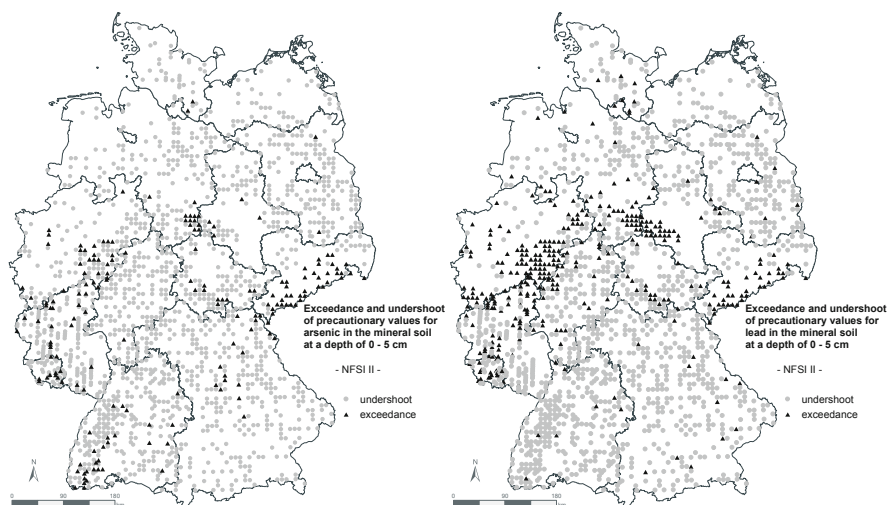 Exceedance and undershoot
of precautionary values for
arsenic in the mineral soil
at a depth of 0 - 5 cm
- NFSI II -
undershoot
exceedance
N
0 90 180
Exceedance and undershoot
of precautionary values for
lead in the mineral soil
at a depth of 0 - 5 cm
- NFSI II -
undershoot
exceedance
N
0 90 180